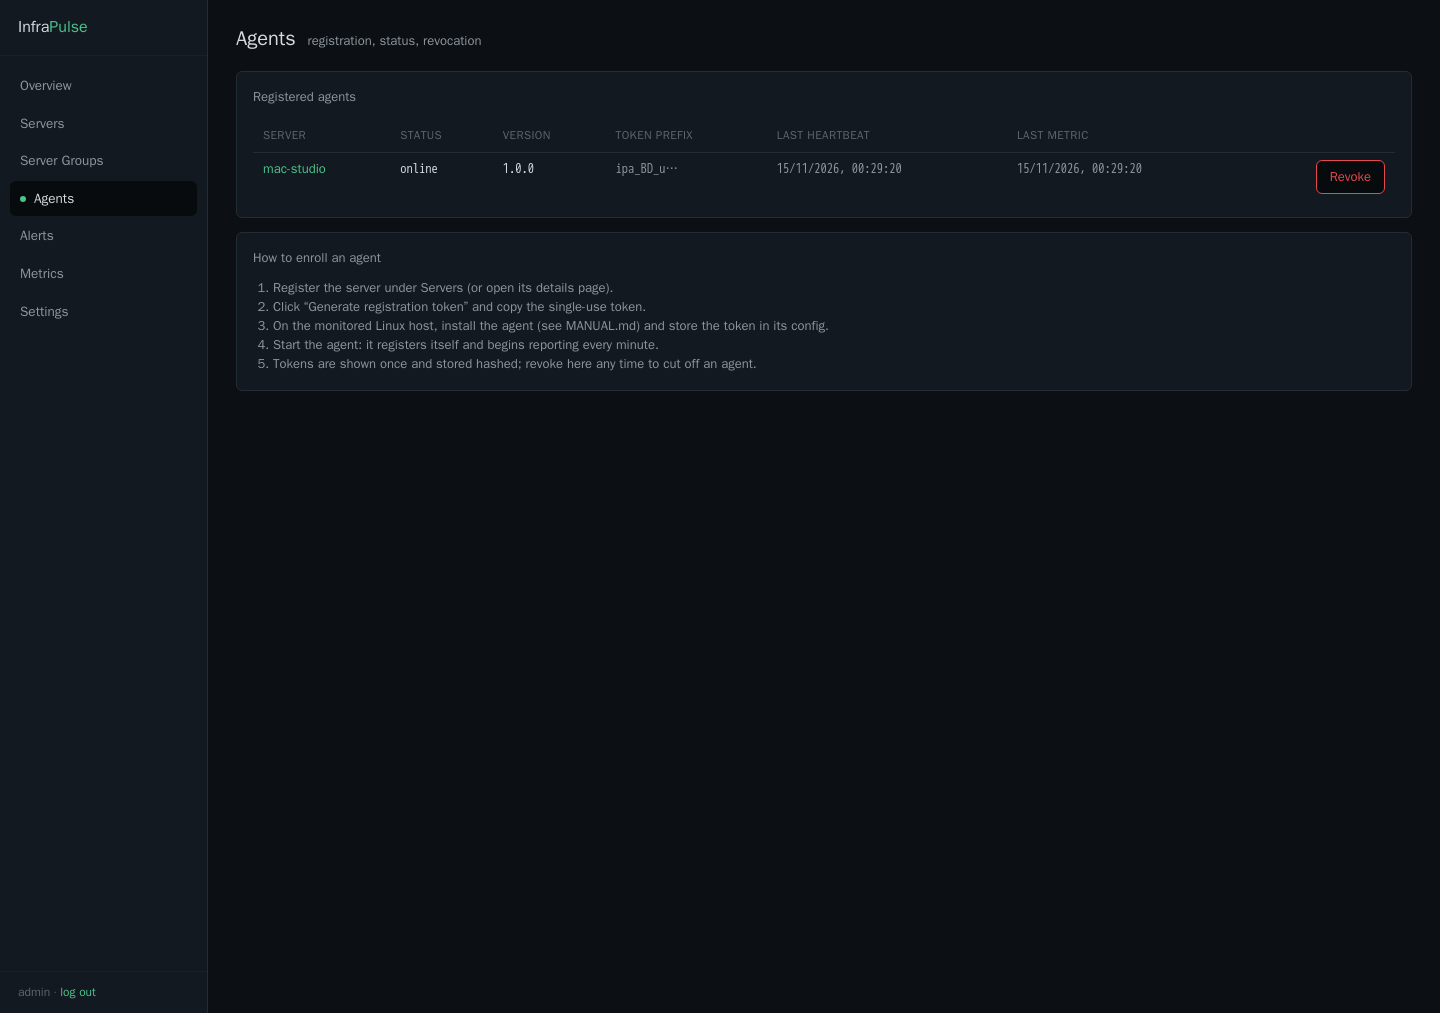 InfraPulse
Overview
Servers
Server Groups
Agents
Alerts
Metrics
Settings
admin · log out
Agents registration, status, revocation
Registered agents
SERVER STATUS VERSION TOKEN PREFIX LAST HEARTBEAT LAST METRIC
mac-studio online 1.0.0 ipa_BD_u… 15/11/2026, 00:29:20 15/11/2026, 00:29:20 Revoke
How to enroll an agent
1. Register the server under Servers (or open its details page).
2. Click “Generate registration token” and copy the single-use token.
3. On the monitored Linux host, install the agent (see MANUAL.md) and store the token in its config.
4. Start the agent: it registers itself and begins reporting every minute.
5. Tokens are shown once and stored hashed; revoke here any time to cut off an agent.